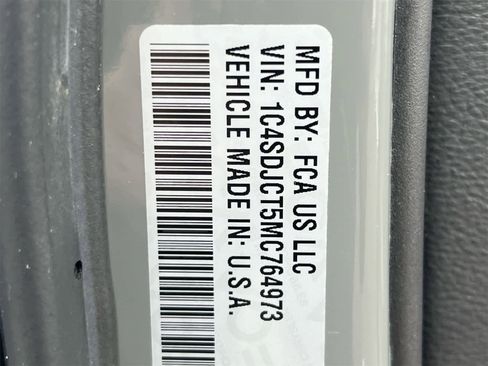 MFD BY: FCA US LLC
VIN: 1C4SDJCT5MC764973
VEHICLE MADE IN: U.S.A.